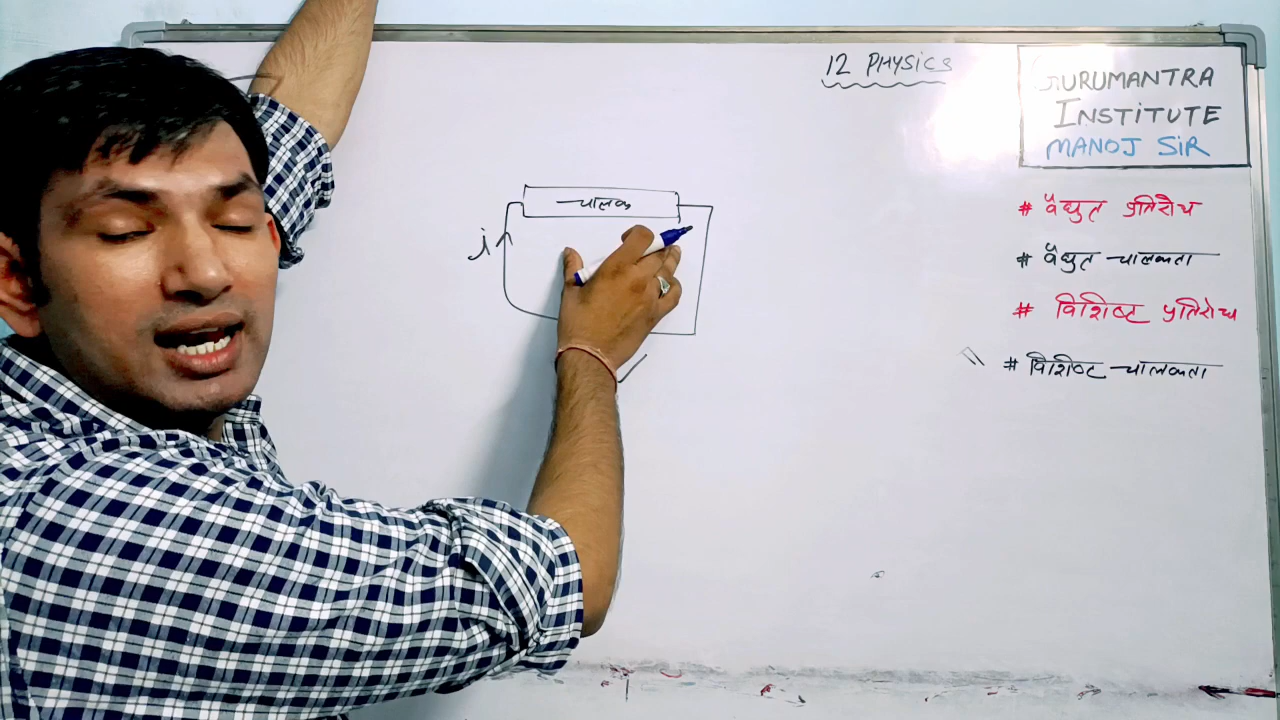 12 PHYSICS
GURUMANTRA
INSTITUTE
MANOJ SIR
# वैद्युत प्रतिरोध
# वैद्युत चालकता
# विशिष्ट प्रतिरोध
# विशिष्ट चालकता
चालक
i